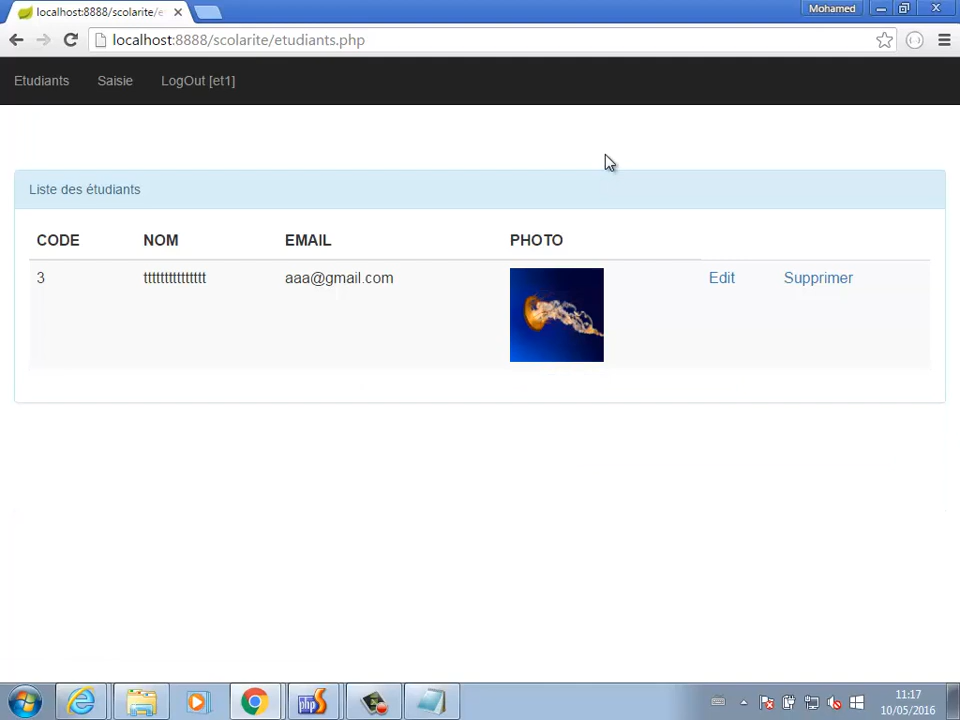 localhost:8888/scolarite/e
Mohamed
localhost:8888/scolarite/etudiants.php
Etudiants Saisie LogOut [et1]
Liste des étudiants
CODE NOM EMAIL PHOTO
3 ttttttttttttttt aaa@gmail.com Edit Supprimer
php
11:17
10/05/2016